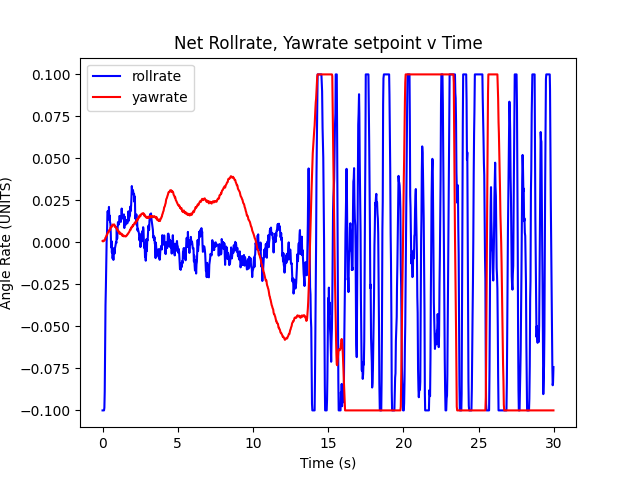 Net Rollrate, Yawrate setpoint v Time
rollrate
yawrate
Angle Rate (UNITS)
0.100
0.075
0.050
0.025
0.000
−0.025
−0.050
−0.075
−0.100
0 5 10 15 20 25 30
Time (s)